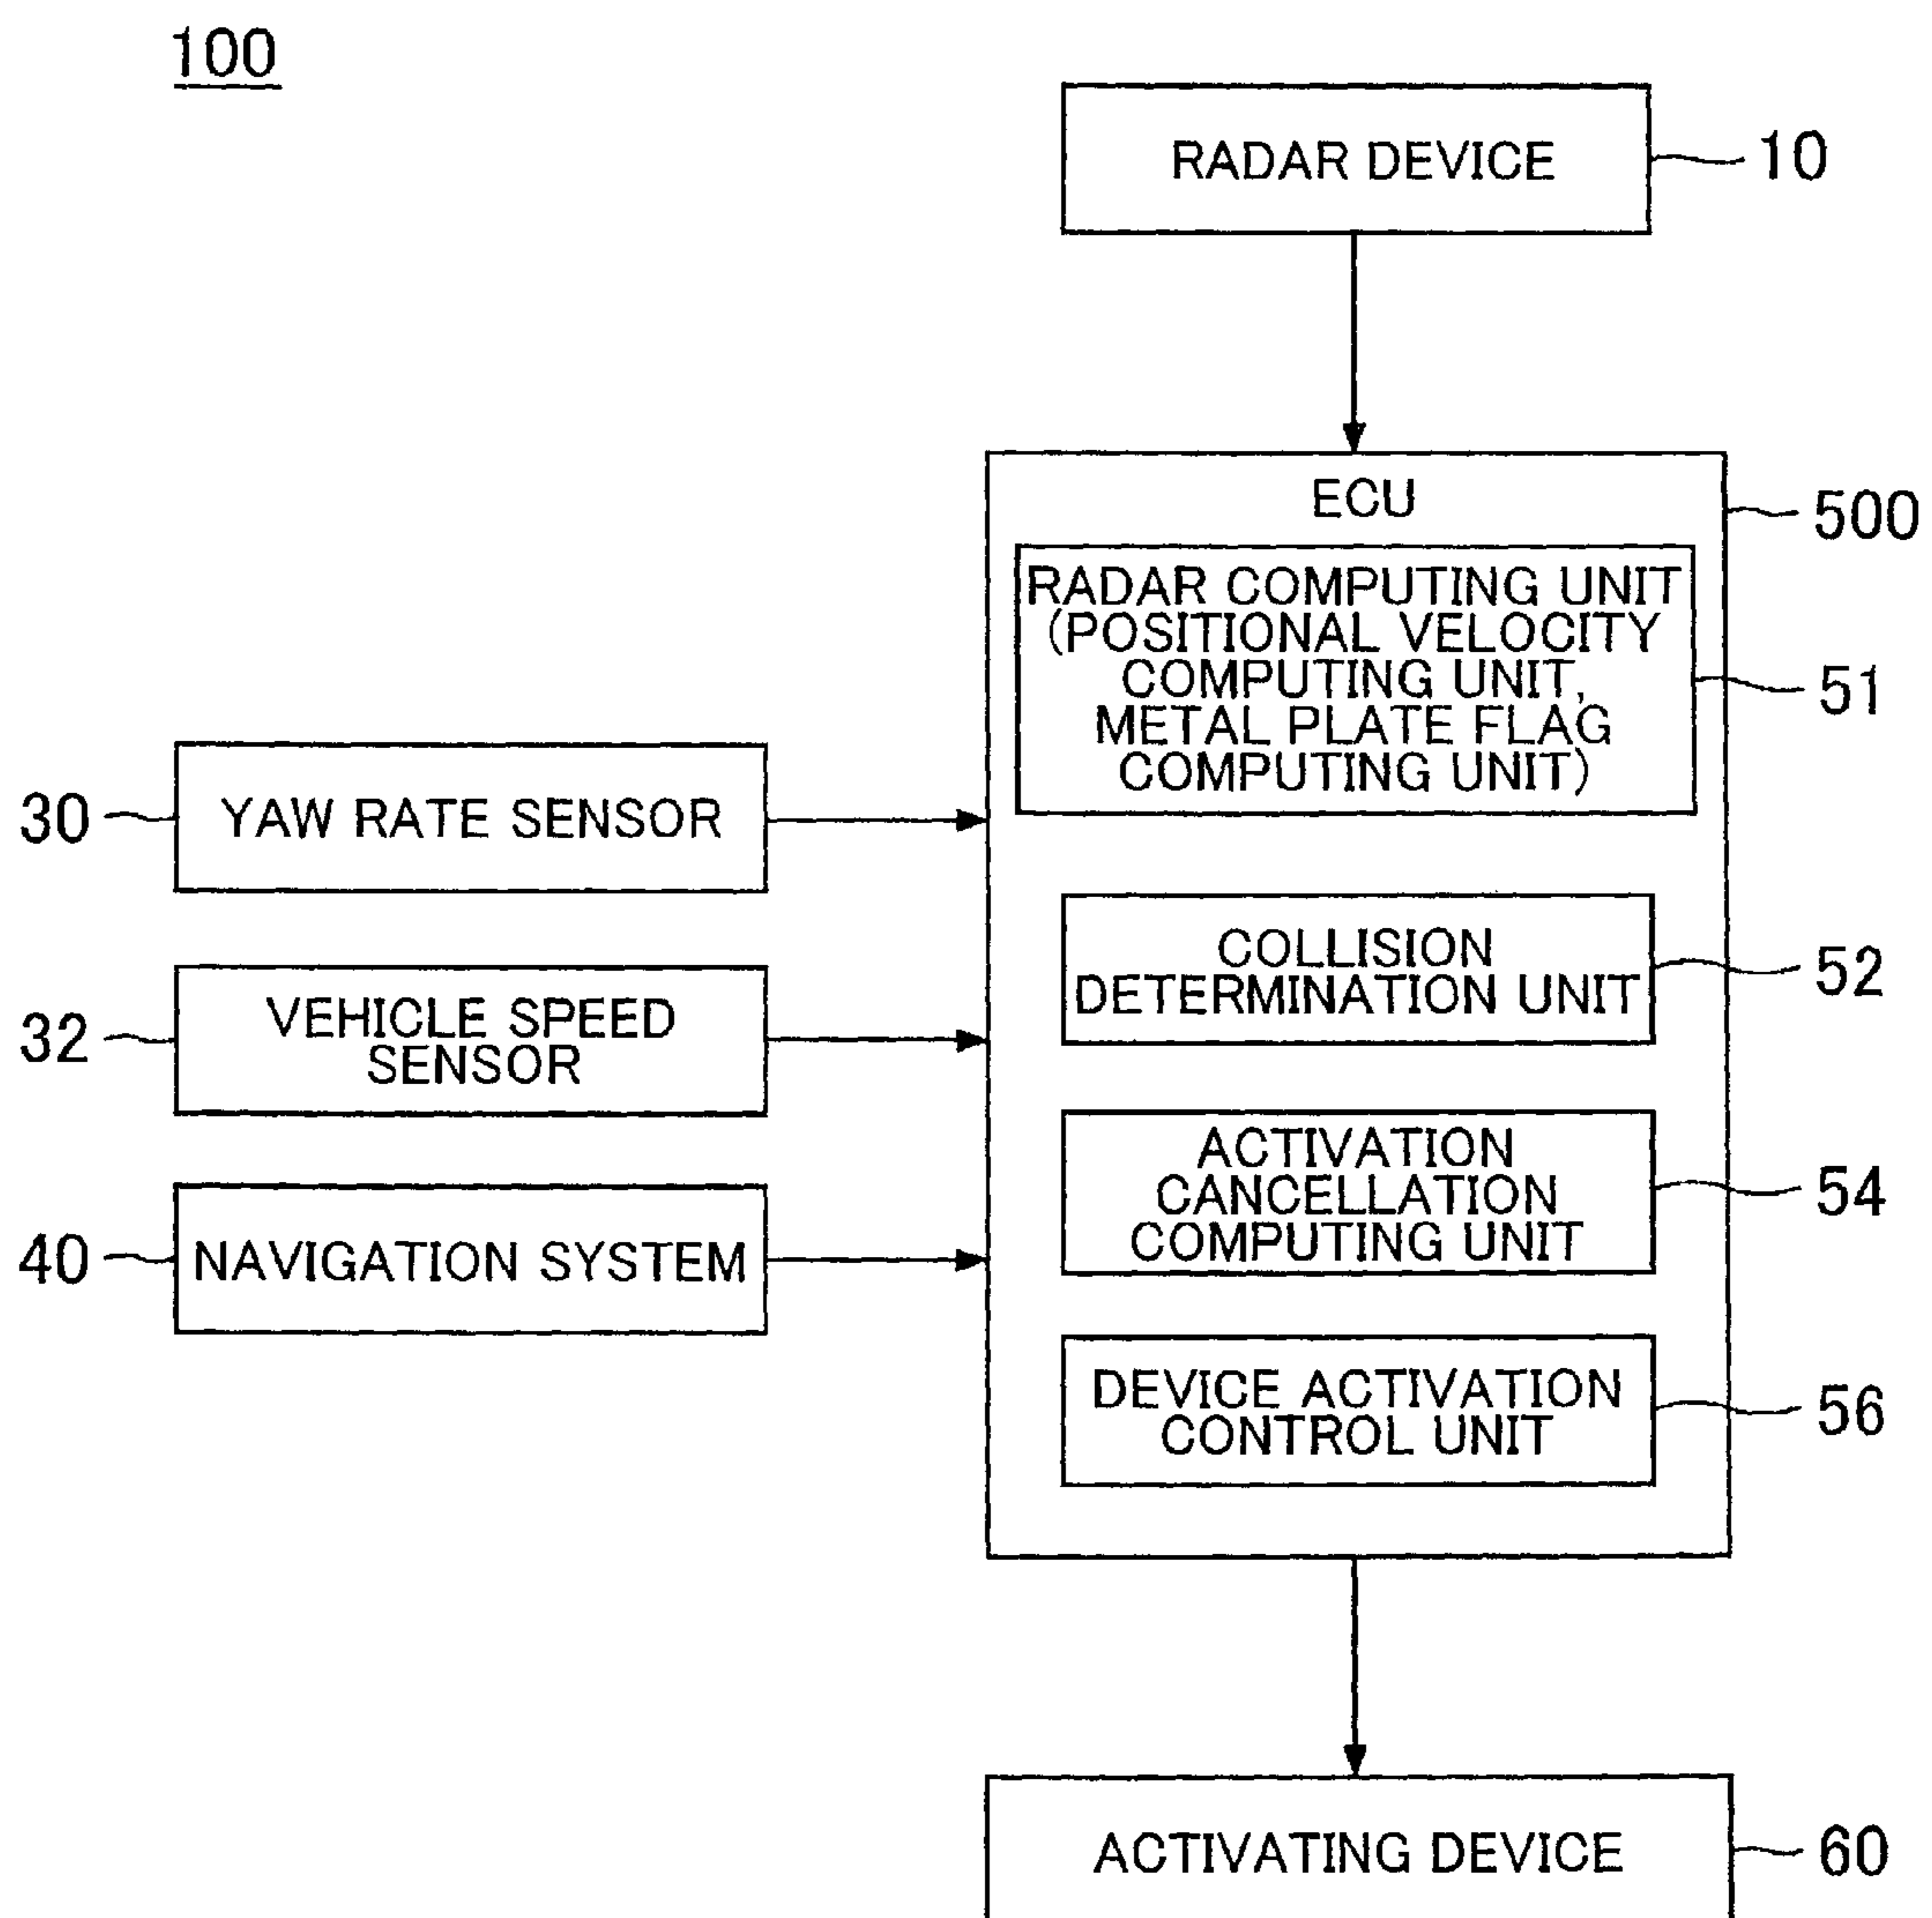 100
RADAR DEVICE
10
ECU
500
RADAR COMPUTING UNIT
(POSITIONAL VELOCITY
COMPUTING UNIT,
METAL PLATE FLAG
COMPUTING UNIT)
51
30
YAW RATE SENSOR
COLLISION
DETERMINATION UNIT
52
32
VEHICLE SPEED
SENSOR
ACTIVATION
CANCELLATION
COMPUTING UNIT
54
40
NAVIGATION SYSTEM
DEVICE ACTIVATION
CONTROL UNIT
56
ACTIVATING DEVICE
60